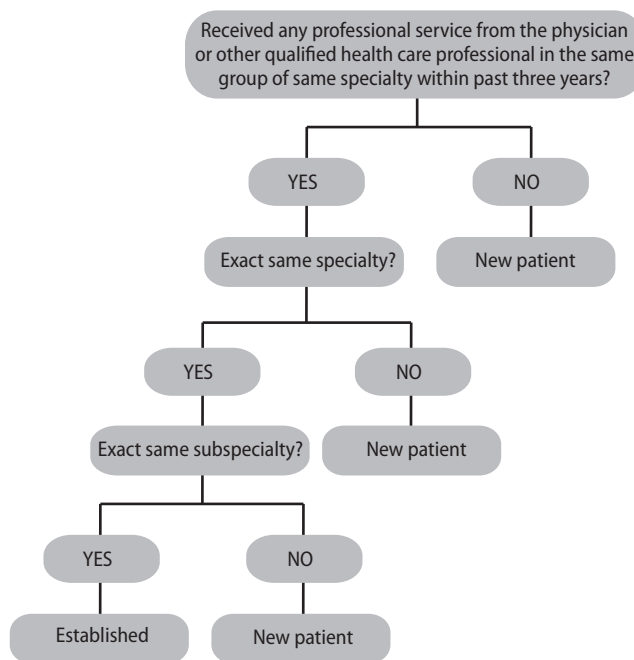 Received any professional service from the physician
or other qualified health care professional in the same
group of same specialty within past three years?
YES
NO
Exact same specialty?
New patient
YES
NO
Exact same subspecialty?
New patient
YES
NO
Established
New patient